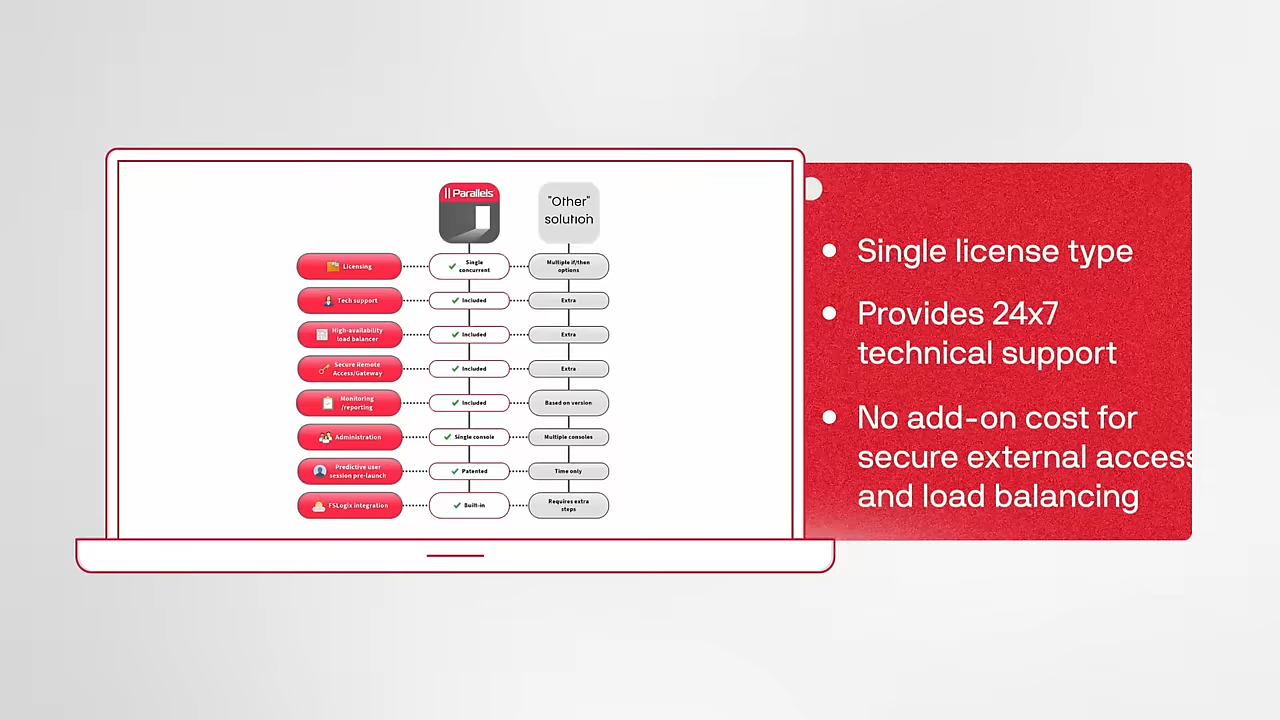 || Parallels
"Other"
solution
Licensing
Single
concurrent
Multiple if/then
options
Tech support
Included
Extra
High-availability
load balancer
Included
Extra
Secure Remote
Access/Gateway
Included
Extra
Monitoring
/reporting
Included
Based on version
Administration
Single console
Multiple consoles
Predictive user
session pre-launch
Patented
Time only
FSLogix integration
Built-in
Requires extra
steps
Single license type
Provides 24x7
technical support
No add-on cost for
secure external access
and load balancing